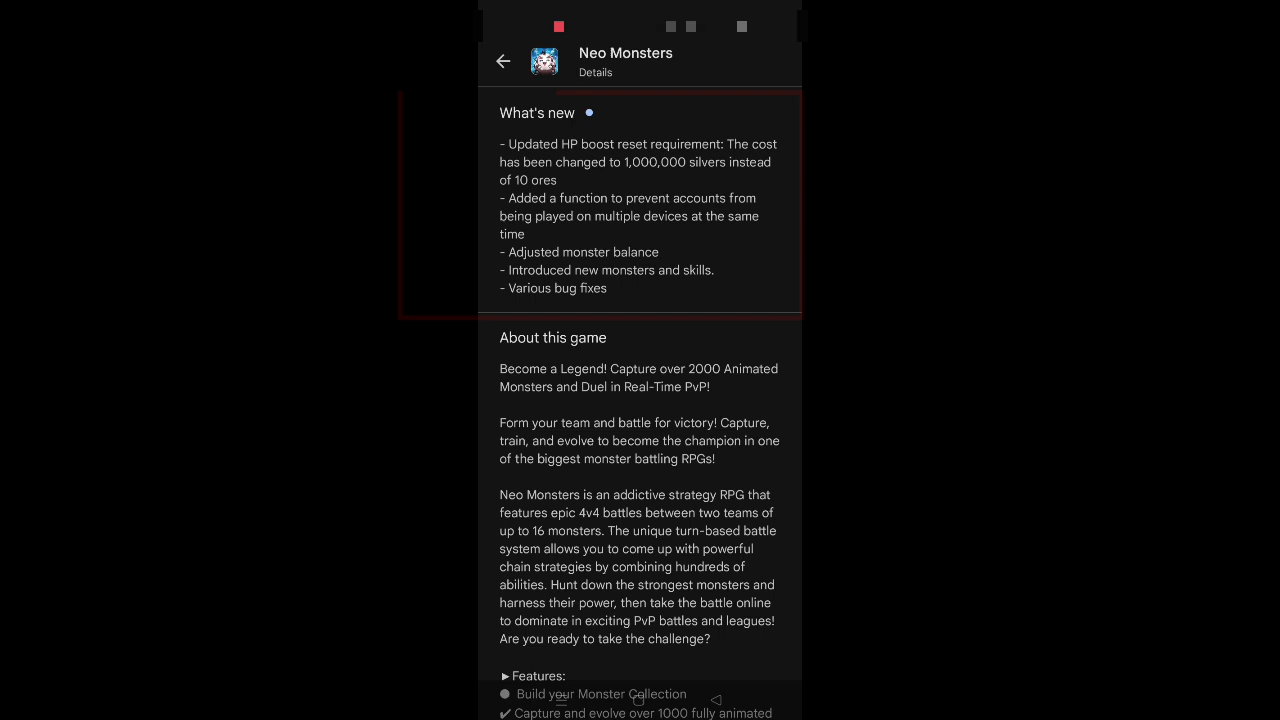 Neo Monsters
Details
What's new
- Updated HP boost reset requirement: The cost
has been changed to 1,000,000 silvers instead
of 10 ores
- Added a function to prevent accounts from
being played on multiple devices at the same
time
- Adjusted monster balance
- Introduced new monsters and skills.
- Various bug fixes
About this game
Become a Legend! Capture over 2000 Animated
Monsters and Duel in Real-Time PvP!
Form your team and battle for victory! Capture,
train, and evolve to become the champion in one
of the biggest monster battling RPGs!
Neo Monsters is an addictive strategy RPG that
features epic 4v4 battles between two teams of
up to 16 monsters. The unique turn-based battle
system allows you to come up with powerful
chain strategies by combining hundreds of
abilities. Hunt down the strongest monsters and
harness their power, then take the battle online
to dominate in exciting PvP battles and leagues!
Are you ready to take the challenge?
►Features:
● Build your Monster Collection
✔ Capture and evolve over 1000 fully animated